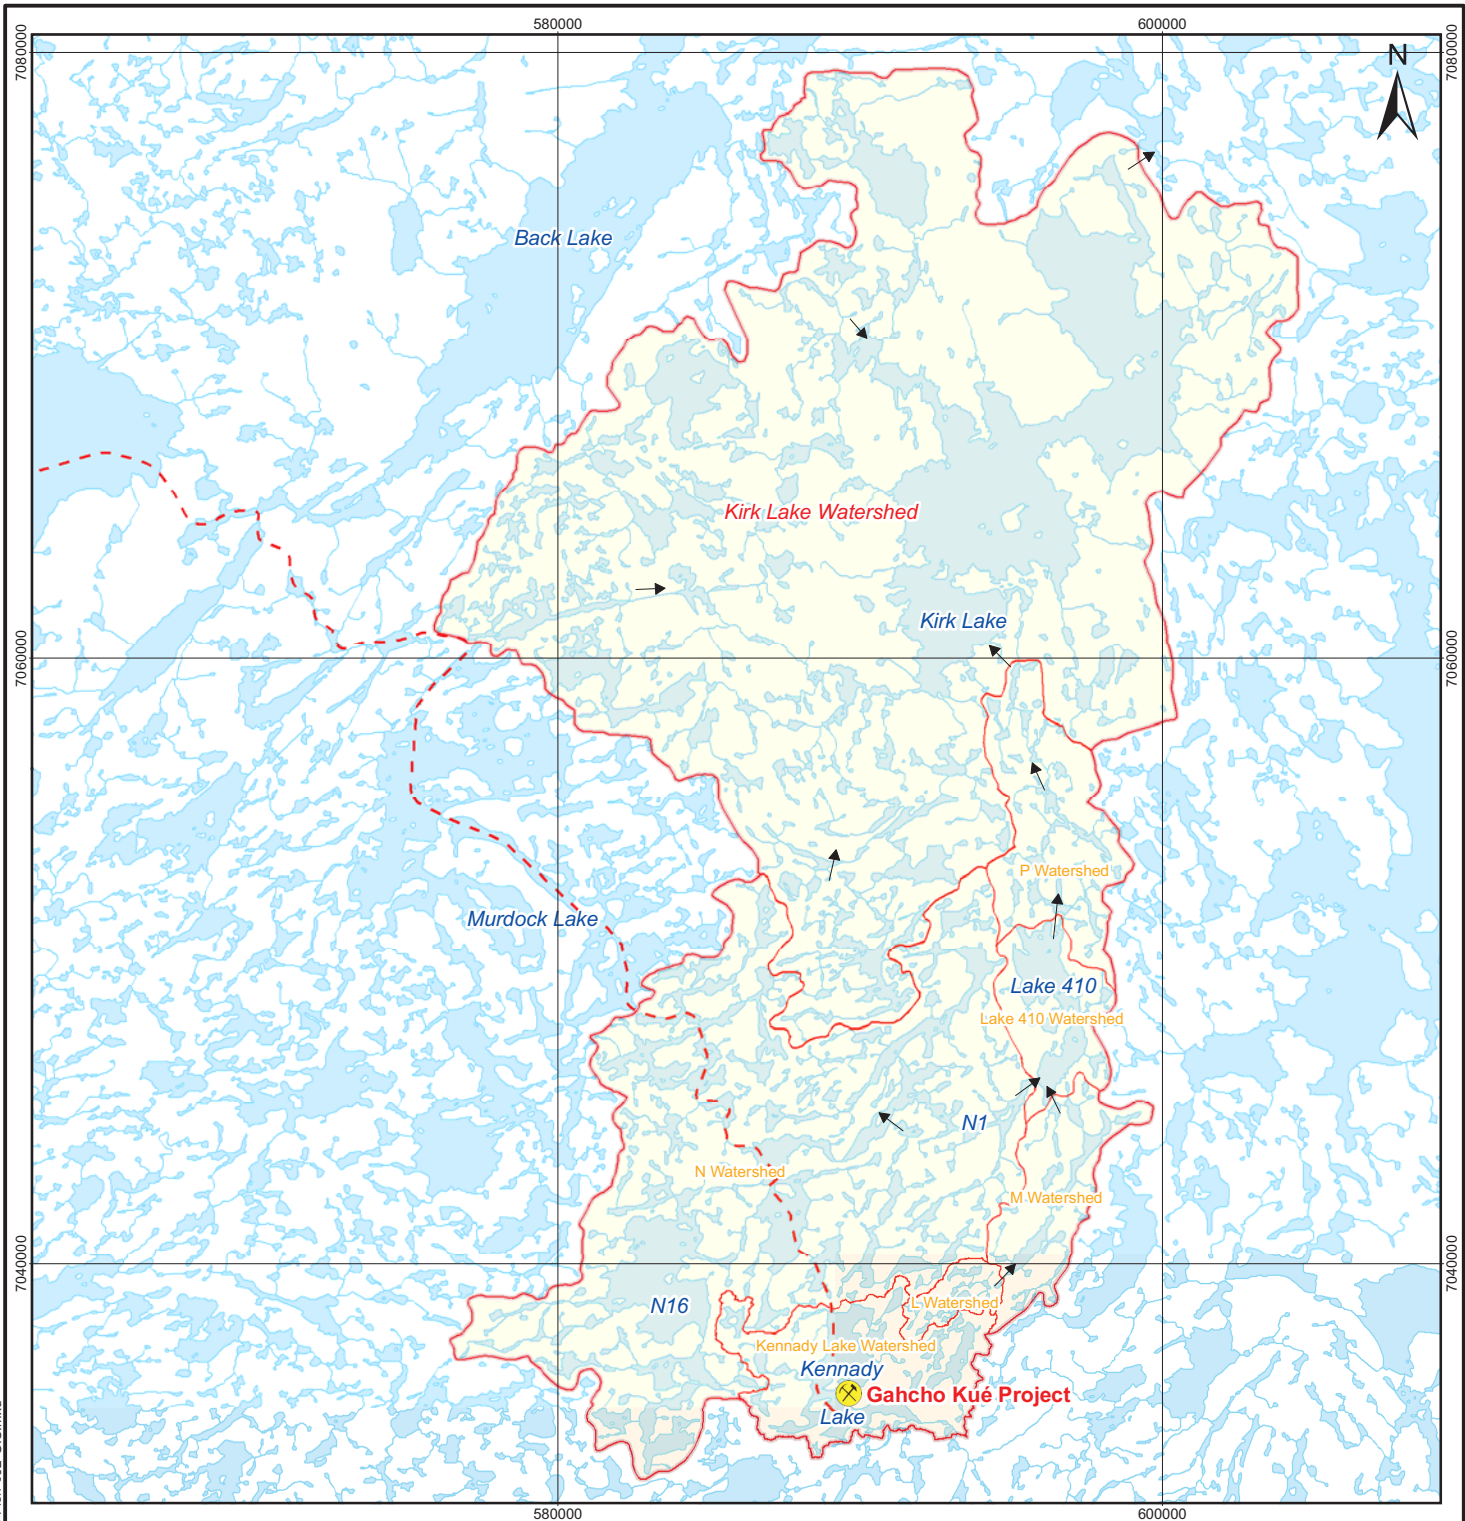 580000
600000
7080000
7080000
N
Back Lake
Kirk Lake Watershed
Kirk Lake
7060000
7060000
P Watershed
Murdock Lake
Lake 410
Lake 410 Watershed
N1
N Watershed
M Watershed
7040000
7040000
L Watershed
N16
Kennady Lake Watershed
Kennady
Gahcho Kué Project
Lake
580000
600000